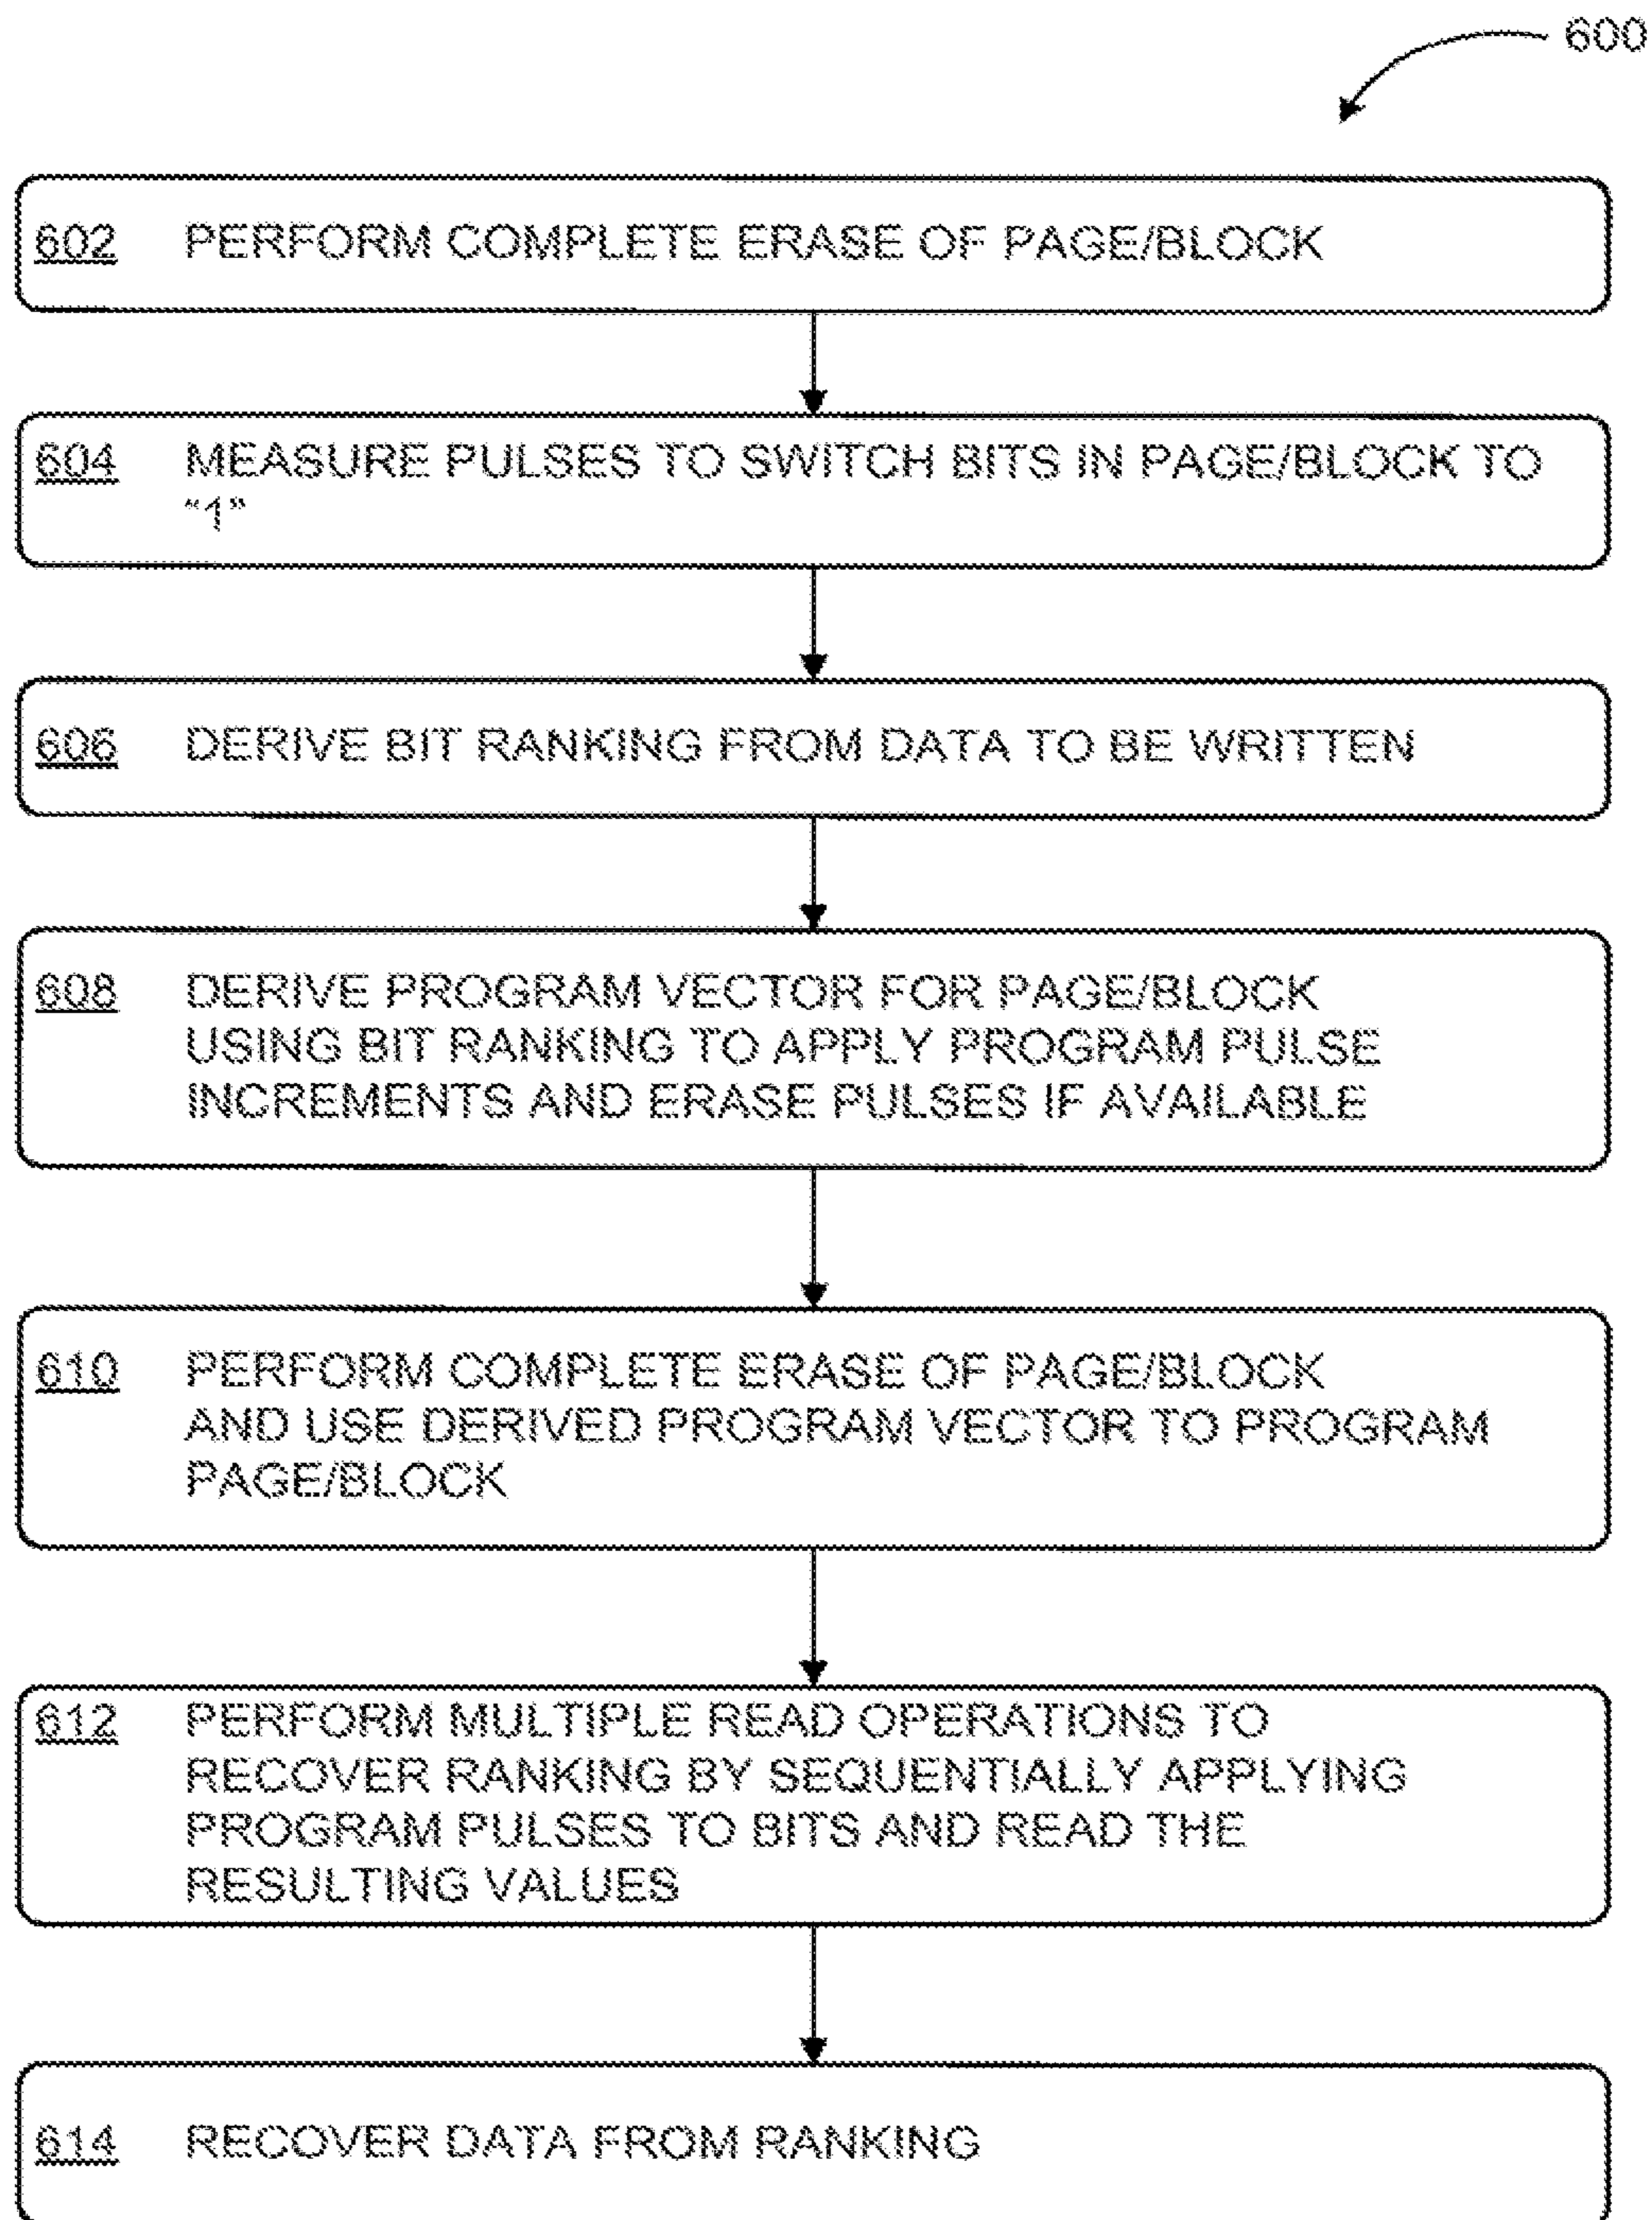 600
602 PERFORM COMPLETE ERASE OF PAGE/BLOCK
604 MEASURE PULSES TO SWITCH BITS IN PAGE/BLOCK TO
“1”
606 DERIVE BIT RANKING FROM DATA TO BE WRITTEN
608 DERIVE PROGRAM VECTOR FOR PAGE/BLOCK
USING BIT RANKING TO APPLY PROGRAM PULSE
INCREMENTS AND ERASE PULSES IF AVAILABLE
610 PERFORM COMPLETE ERASE OF PAGE/BLOCK
AND USE DERIVED PROGRAM VECTOR TO PROGRAM
PAGE/BLOCK
612 PERFORM MULTIPLE READ OPERATIONS TO
RECOVER RANKING BY SEQUENTIALLY APPLYING
PROGRAM PULSES TO BITS AND READ THE
RESULTING VALUES
614 RECOVER DATA FROM RANKING